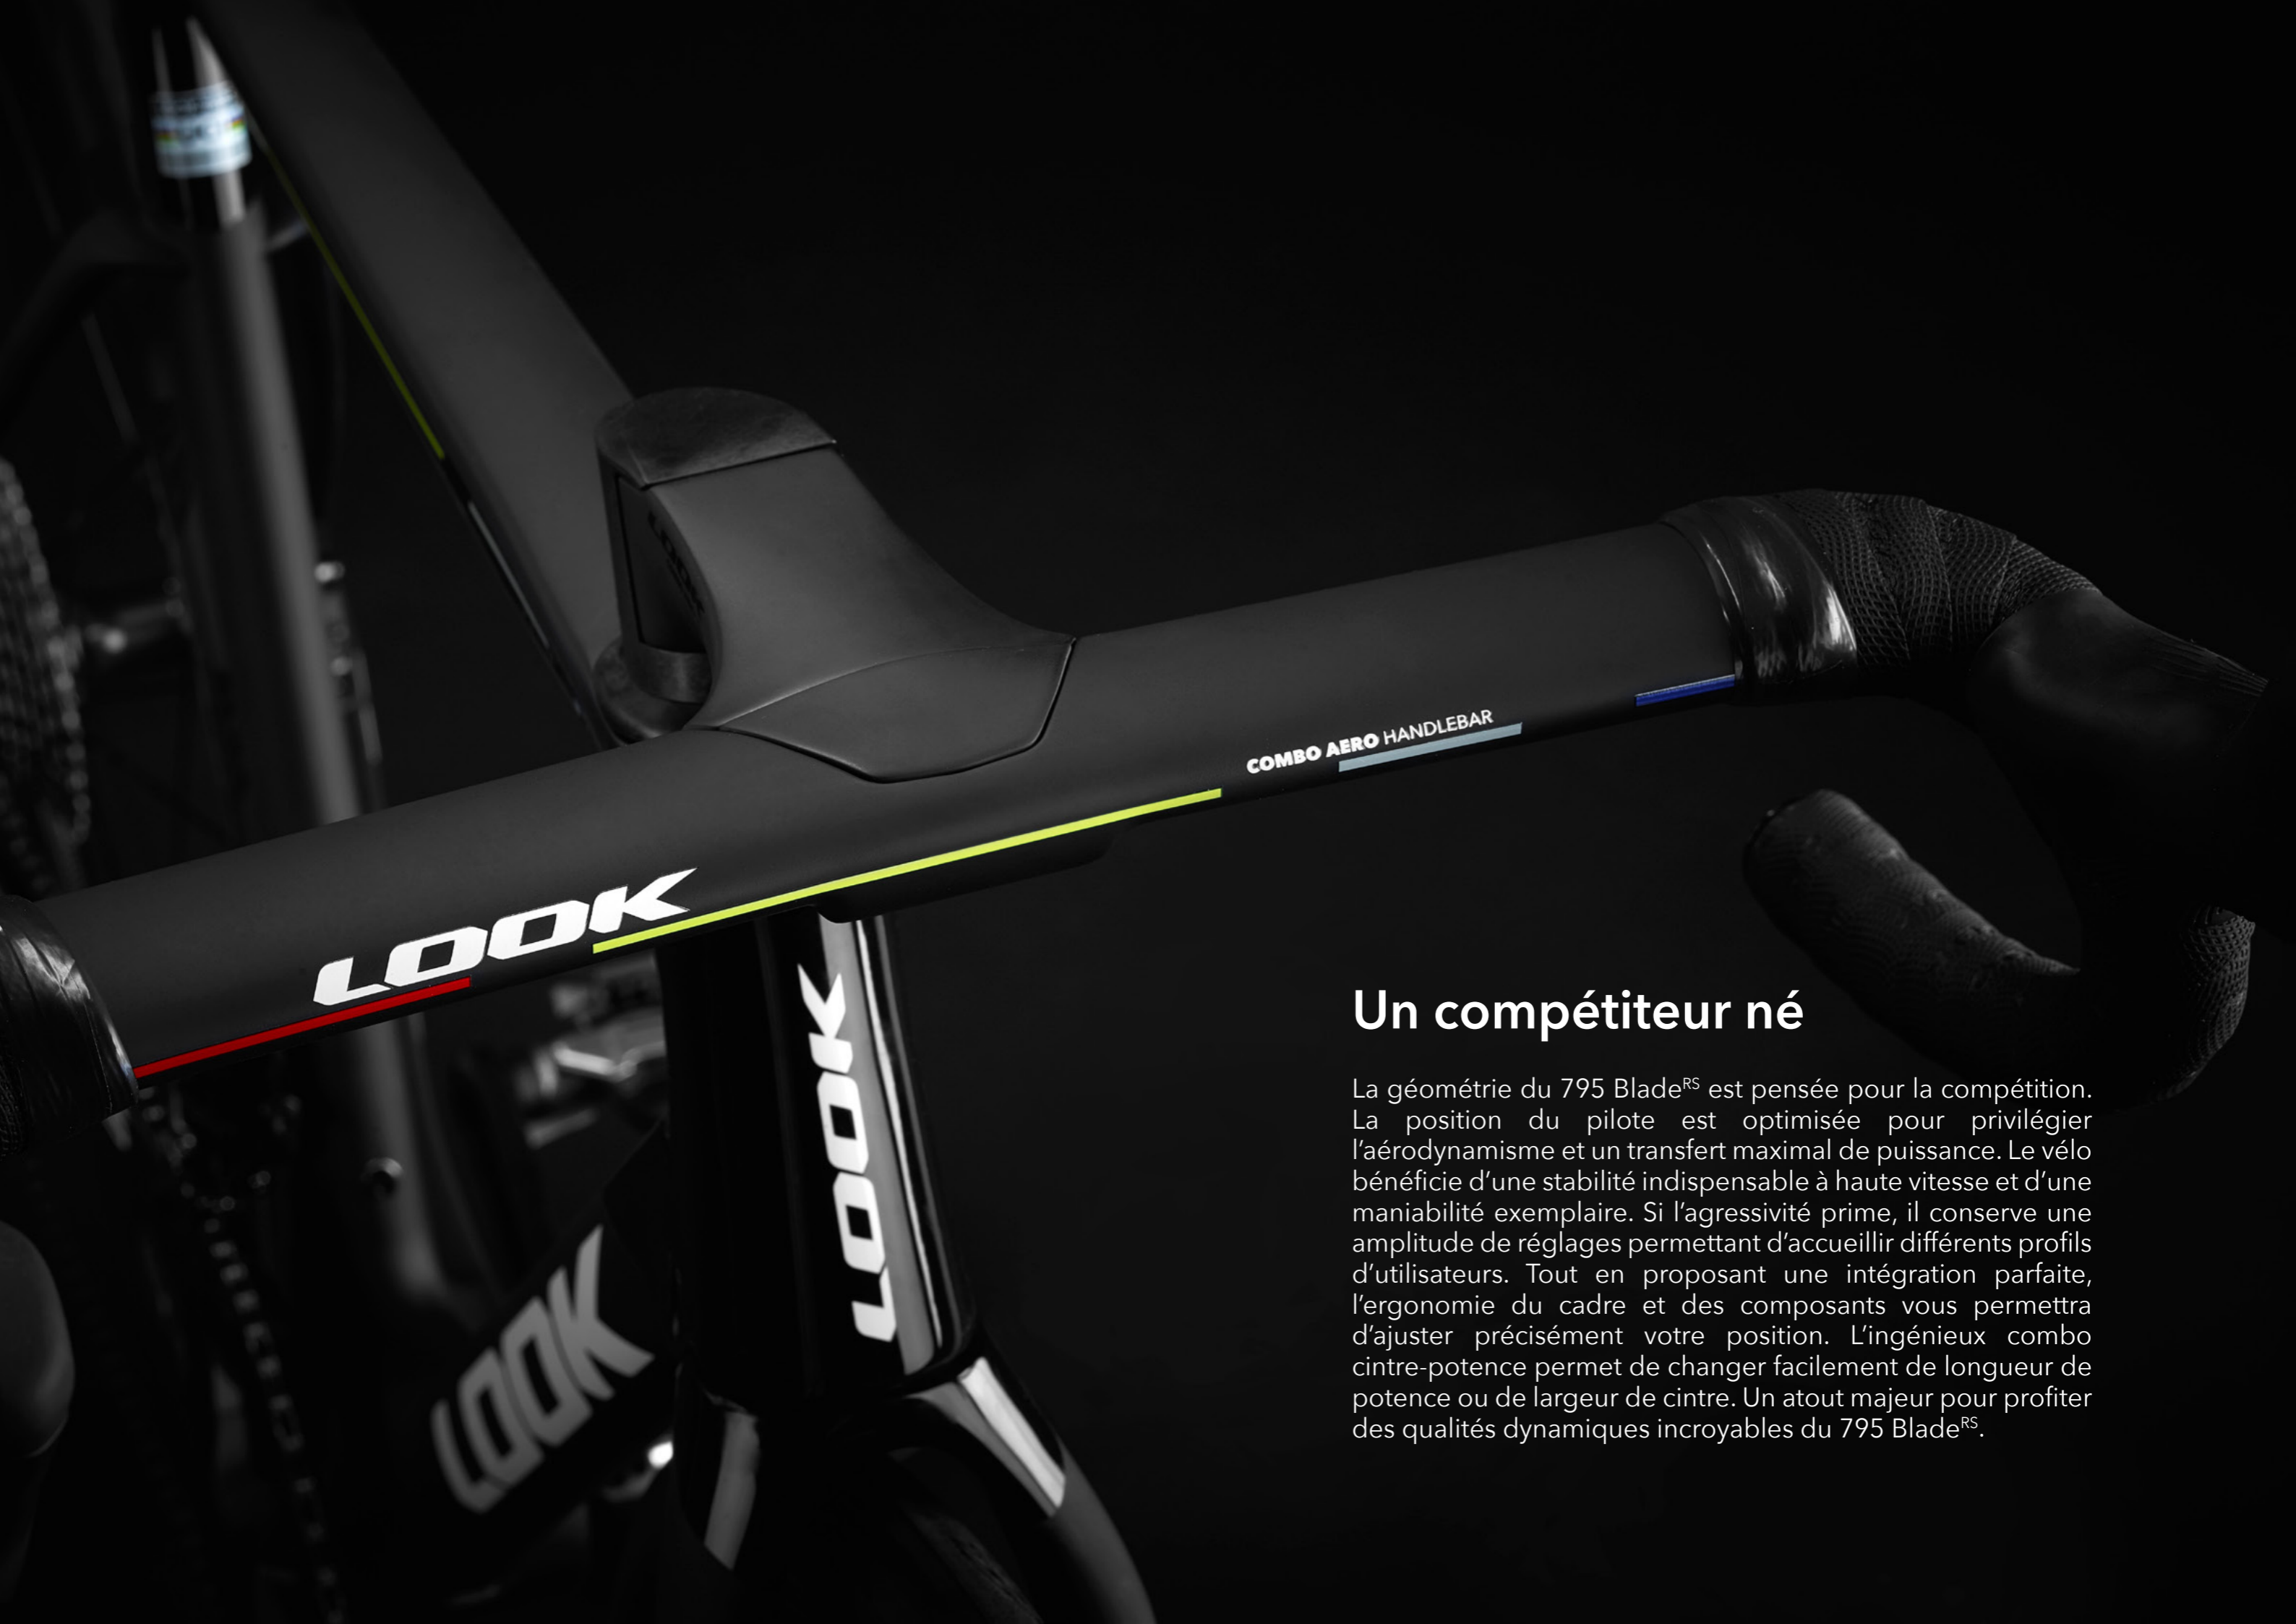 COMBO AERO HANDLEBAR
LOOK
LOOK
LOOK
Un compétiteur né
La géométrie du 795 Blade^RS est pensée pour la compétition.
La position du pilote est optimisée pour privilégier
l’aérodynamisme et un transfert maximal de puissance. Le vélo
bénéficie d’une stabilité indispensable à haute vitesse et d’une
maniabilité exemplaire. Si l’agressivité prime, il conserve une
amplitude de réglages permettant d’accueillir différents profils
d’utilisateurs. Tout en proposant une intégration parfaite,
l’ergonomie du cadre et des composants vous permettra
d’ajuster précisément votre position. L’ingénieux combo
cintre-potence permet de changer facilement de longueur de
potence ou de largeur de cintre. Un atout majeur pour profiter
des qualités dynamiques incroyables du 795 Blade^RS.